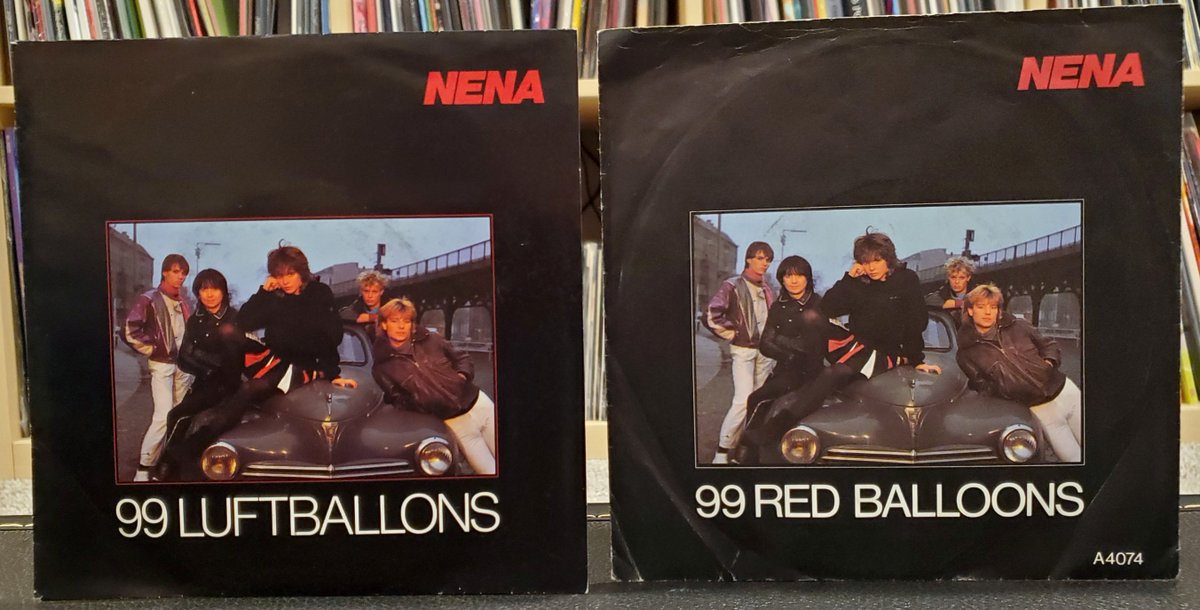 NENA
99 LUFTBALLONS
NENA
99 RED BALLOONS
A4074